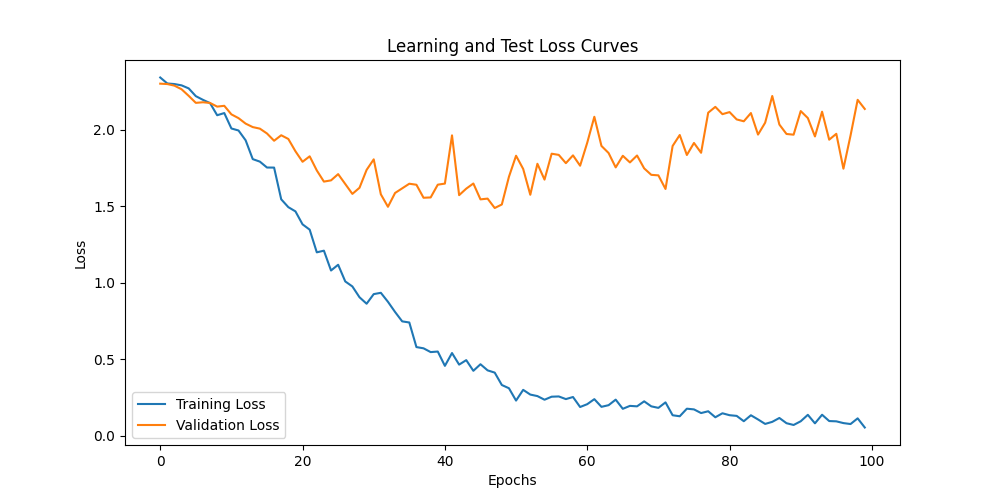 Learning and Test Loss Curves
2.0
1.5
1.0
0.5
0.0
Loss
Training Loss
Validation Loss
0 20 40 60 80 100
Epochs